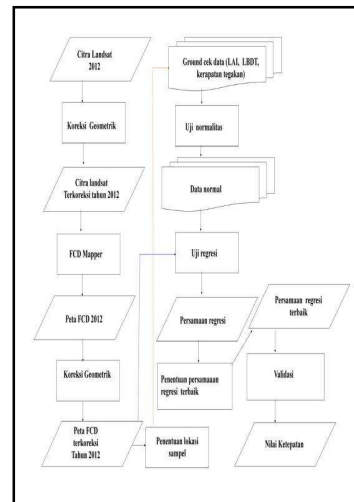 Citra Landsat
2012
Koreksi Geometrik
Citra landsat
Terkoreksi tahun 2012
FCD Mapper
Peta FCD 2012
Koreksi Geometrik
Peta FCD
terkoreksi
Tahun 2012
Penentuan lokasi
sampel
Ground cek data (LAI, LBDT,
kerapatan tegakan)
Uji normalitas
Data normal
Uji regresi
Persamaan regresi
Penentuan persamaaan
regresi terbaik
Persamaan regresi
terbaik
Validasi
Nilai Ketepatan